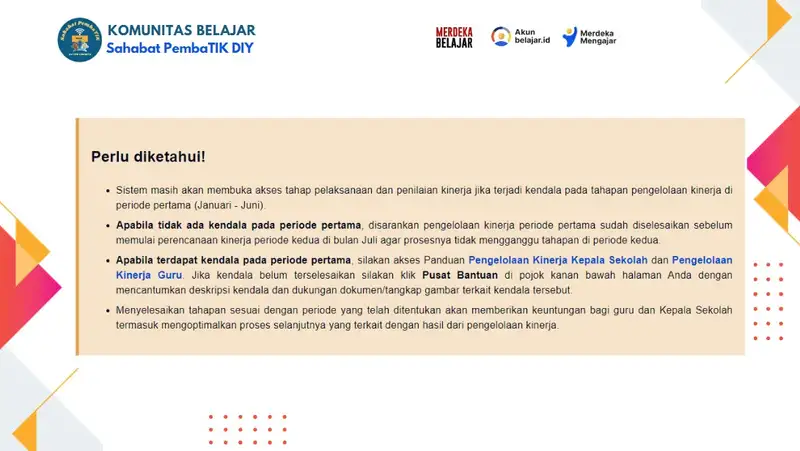 KOMUNITAS BELAJAR
Sahabat PembaTIK DIY
MERDEKA
BELAJAR
Akun
belajar.id
Merdeka
Mengajar
Perlu diketahui!
• Sistem masih akan membuka akses tahap pelaksanaan dan penilaian kinerja jika terjadi kendala pada tahapan pengelolaan kinerja di
periode pertama (Januari - Juni).
• Apabila tidak ada kendala pada periode pertama, disarankan pengelolaan kinerja periode pertama sudah diselesaikan sebelum
memulai perencanaan kinerja periode kedua di bulan Juli agar prosesnya tidak mengganggu tahapan di periode kedua.
• Apabila terdapat kendala pada periode pertama, silakan akses Panduan Pengelolaan Kinerja Kepala Sekolah dan Pengelolaan
Kinerja Guru. Jika kendala belum terselesaikan silakan klik Pusat Bantuan di pojok kanan bawah halaman Anda dengan
mencantumkan deskripsi kendala dan dukungan dokumen/tangkap gambar terkait kendala tersebut.
• Menyelesaikan tahapan sesuai dengan periode yang telah ditentukan akan memberikan keuntungan bagi guru dan Kepala Sekolah
termasuk mengoptimalkan proses selanjutnya yang terkait dengan hasil dari pengelolaan kinerja.